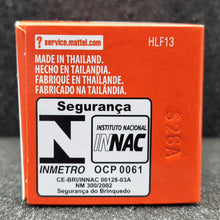 ? service.mattel.com
HLF13
MADE IN THAILAND.
HECHO EN TAILANDIA.
FABRIQUÉ EN THAÏLANDE.
FABRICADO NA TAILÂNDIA.
Segurança
N
INMETRO
INSTITUTO NACIONAL
INNAC
OCP 0061
CE-BRI/INNAC 00128-03A
NM 300/2002
Segurança do Brinquedo
S26A